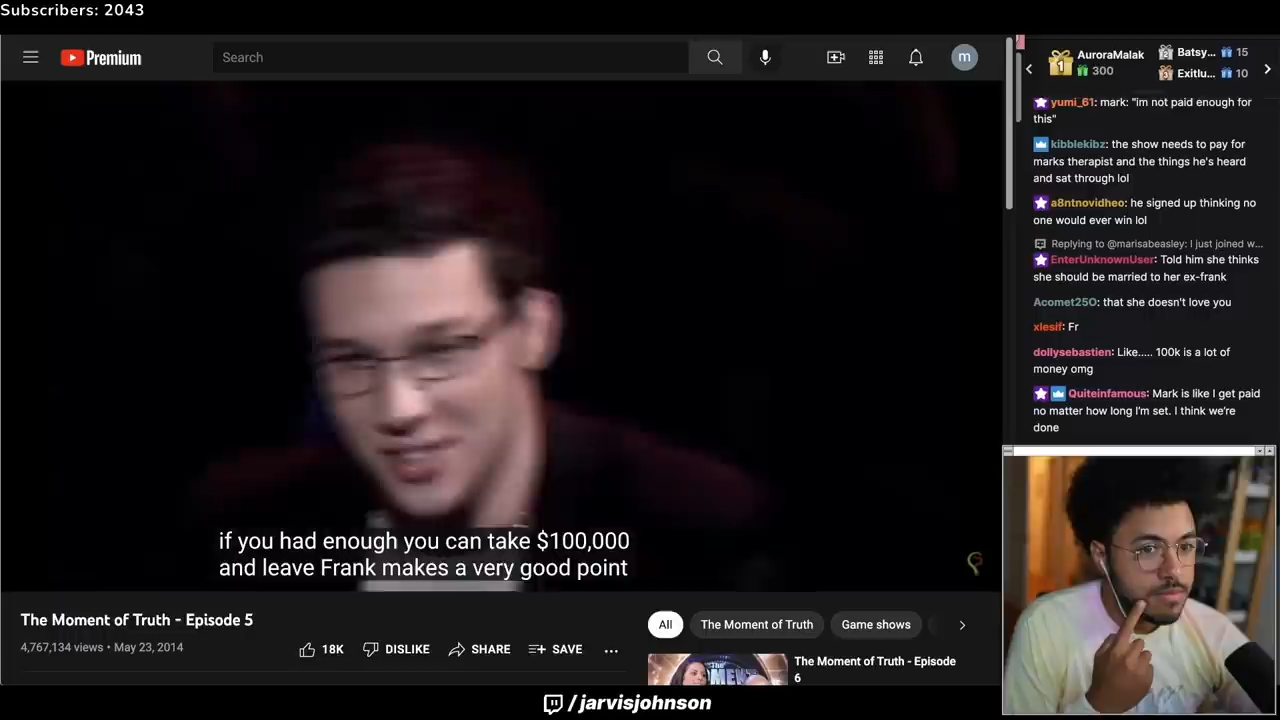 Subscribers: 2043
Premium
Search
m
if you had enough you can take $100,000
and leave Frank makes a very good point
The Moment of Truth - Episode 5
4,767,134 views • May 23, 2014
18K
DISLIKE
SHARE
SAVE
All
The Moment of Truth
Game shows
The Moment of Truth - Episode
6
1
AuroraMalak
300
2
Batsy...
15
3
Exitlu...
10
yumi_61: mark: "im not paid enough for
this"
kibblekibz: the show needs to pay for
marks therapist and the things he's heard
and sat through lol
a8ntnovidheo: he signed up thinking no
one would ever win lol
Replying to @marisabeasley: I just joined w...
EnterUnknownUser: Told him she thinks
she should be married to her ex-frank
Acomet25O: that she doesn't love you
xlesif: Fr
dollysebastien: Like..... 100k is a lot of
money omg
Quiteinfamous: Mark is like I get paid
no matter how long I'm set. I think we're
done
/jarvisjohnson